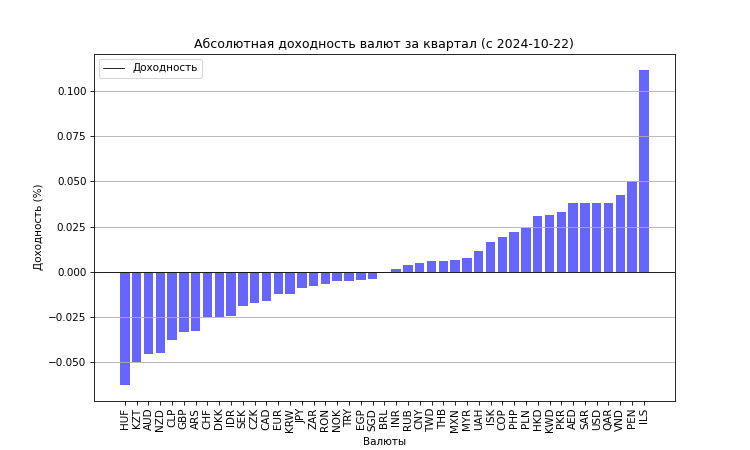 Абсолютная доходность валют за квартал (с 2024-10-22)
Доходность
Доходность (%)
0.100
0.075
0.050
0.025
0.000
−0.025
−0.050
HUF KZT AUD NZD CLP GBP ARS CHF DKK IDR SEK CZK CAD EUR KRW JPY ZAR RON NOK TRY EGP SGD BRL INR RUB CNY TWD THB MXN MYR UAH ISK COP PHP PLN HKD KWD PKR AED SAR USD QAR VND PEN ILS
Валюты